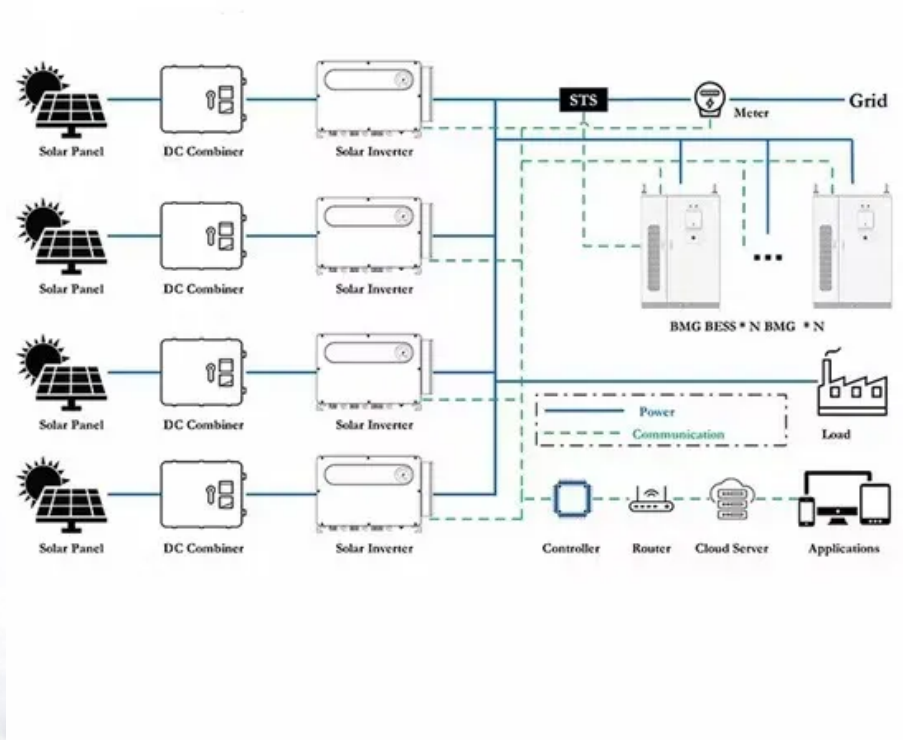 STS
Grid
Meter
Solar Panel DC Combiner Solar Inverter
Solar Panel DC Combiner Solar Inverter
BMG BESS * N BMG * N
Power
Communication
Solar Panel DC Combiner Solar Inverter
Load
Solar Panel DC Combiner Solar Inverter
Controller Router Cloud Server Applications